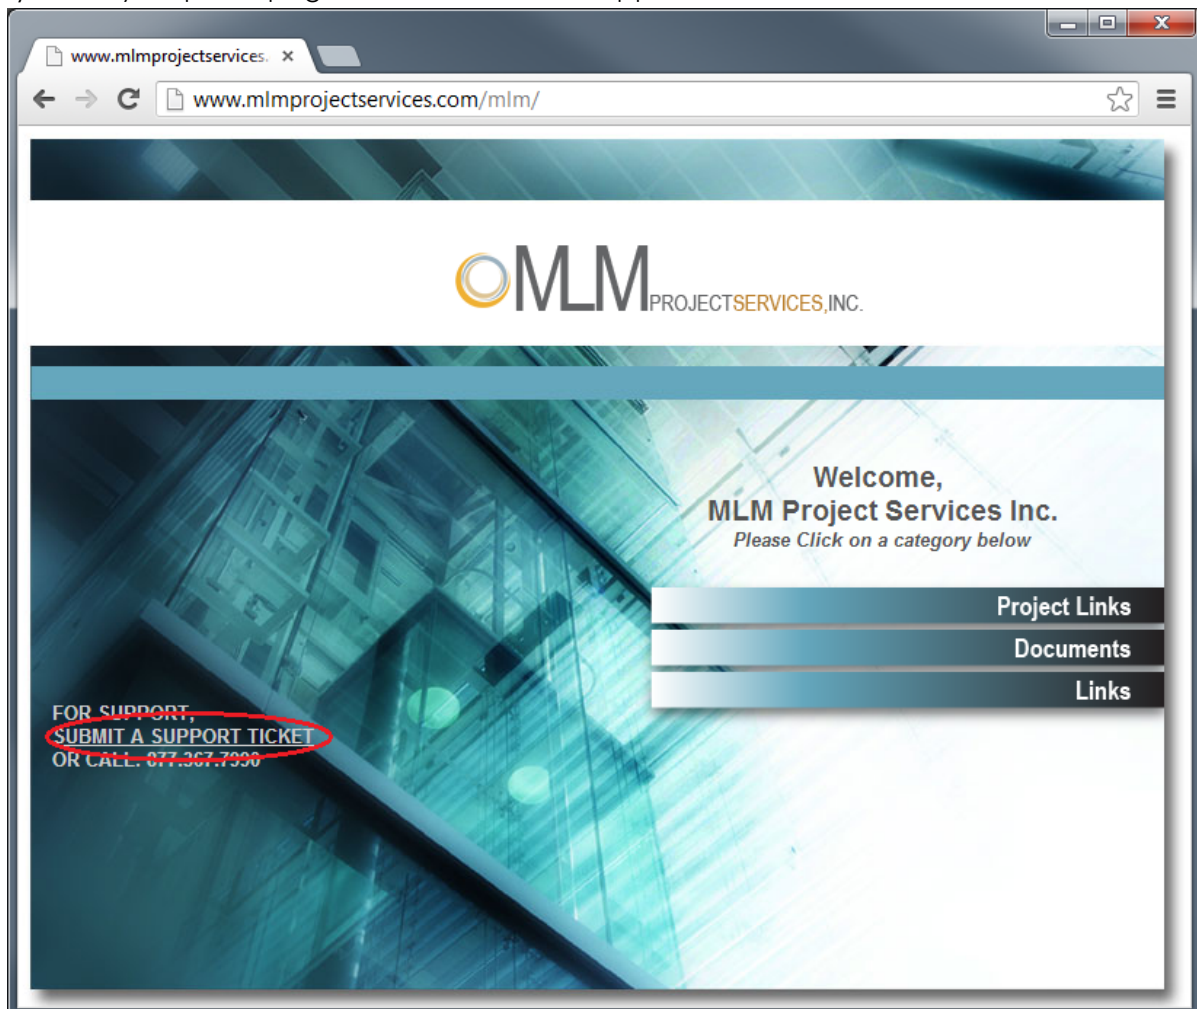 www.mlmprojectservices.
www.mlmprojectservices.com/mlm/
MLM PROJECTSERVICES,INC.
Welcome,
MLM Project Services Inc.
Please Click on a category below
Project Links
Documents
Links
FOR SUPPORT,
SUBMIT A SUPPORT TICKET
OR CALL: